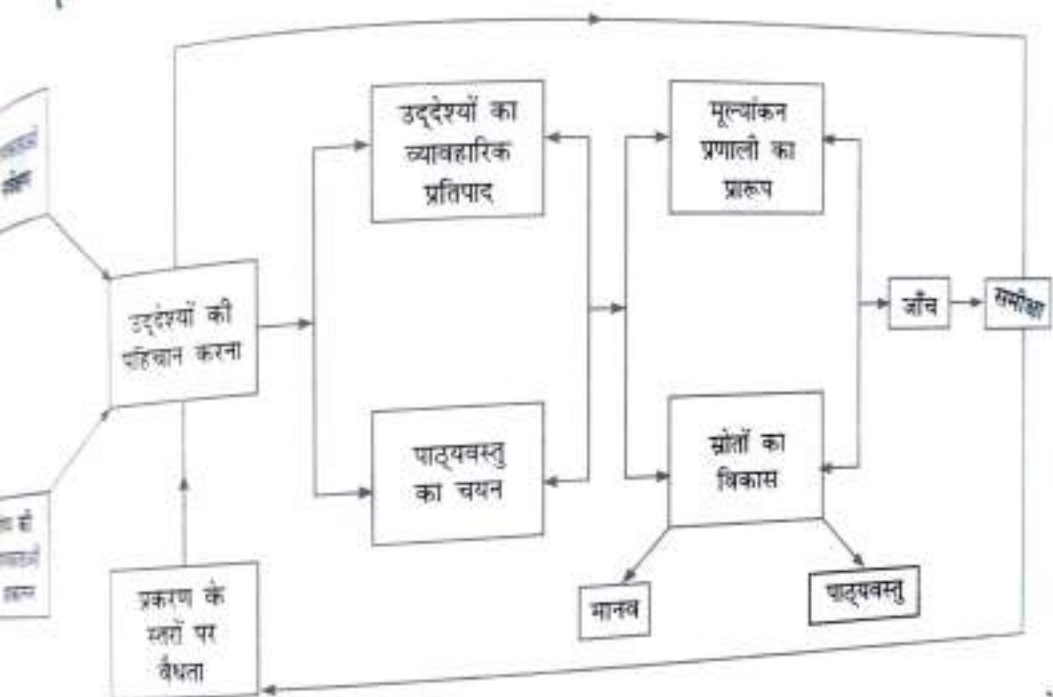 उद्देश्यों का
व्यावहारिक
प्रतिपाद
मूल्यांकन
प्रणाली का
प्रारूप
उद्देश्यों की
पहिचान करना
जाँच
समीक्षा
पाठ्यवस्तु
का चयन
स्रोतों का
विकास
की
प्रकरण के
स्तरों पर
वैधता
मानव
पाठ्यवस्तु